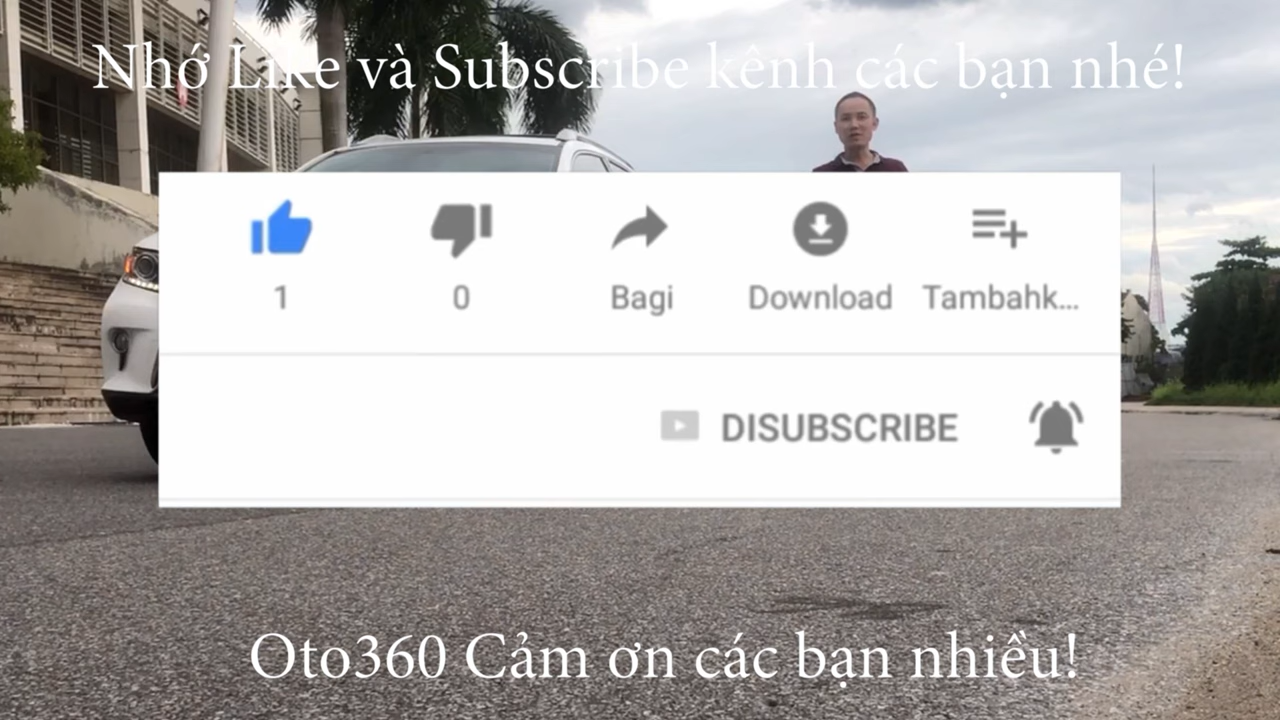 Nhớ Like và Subscribe kênh các bạn nhé!
1 0 Bagi Download Tambahk...
DISUBSCRIBE
Oto360 Cảm ơn các bạn nhiều!